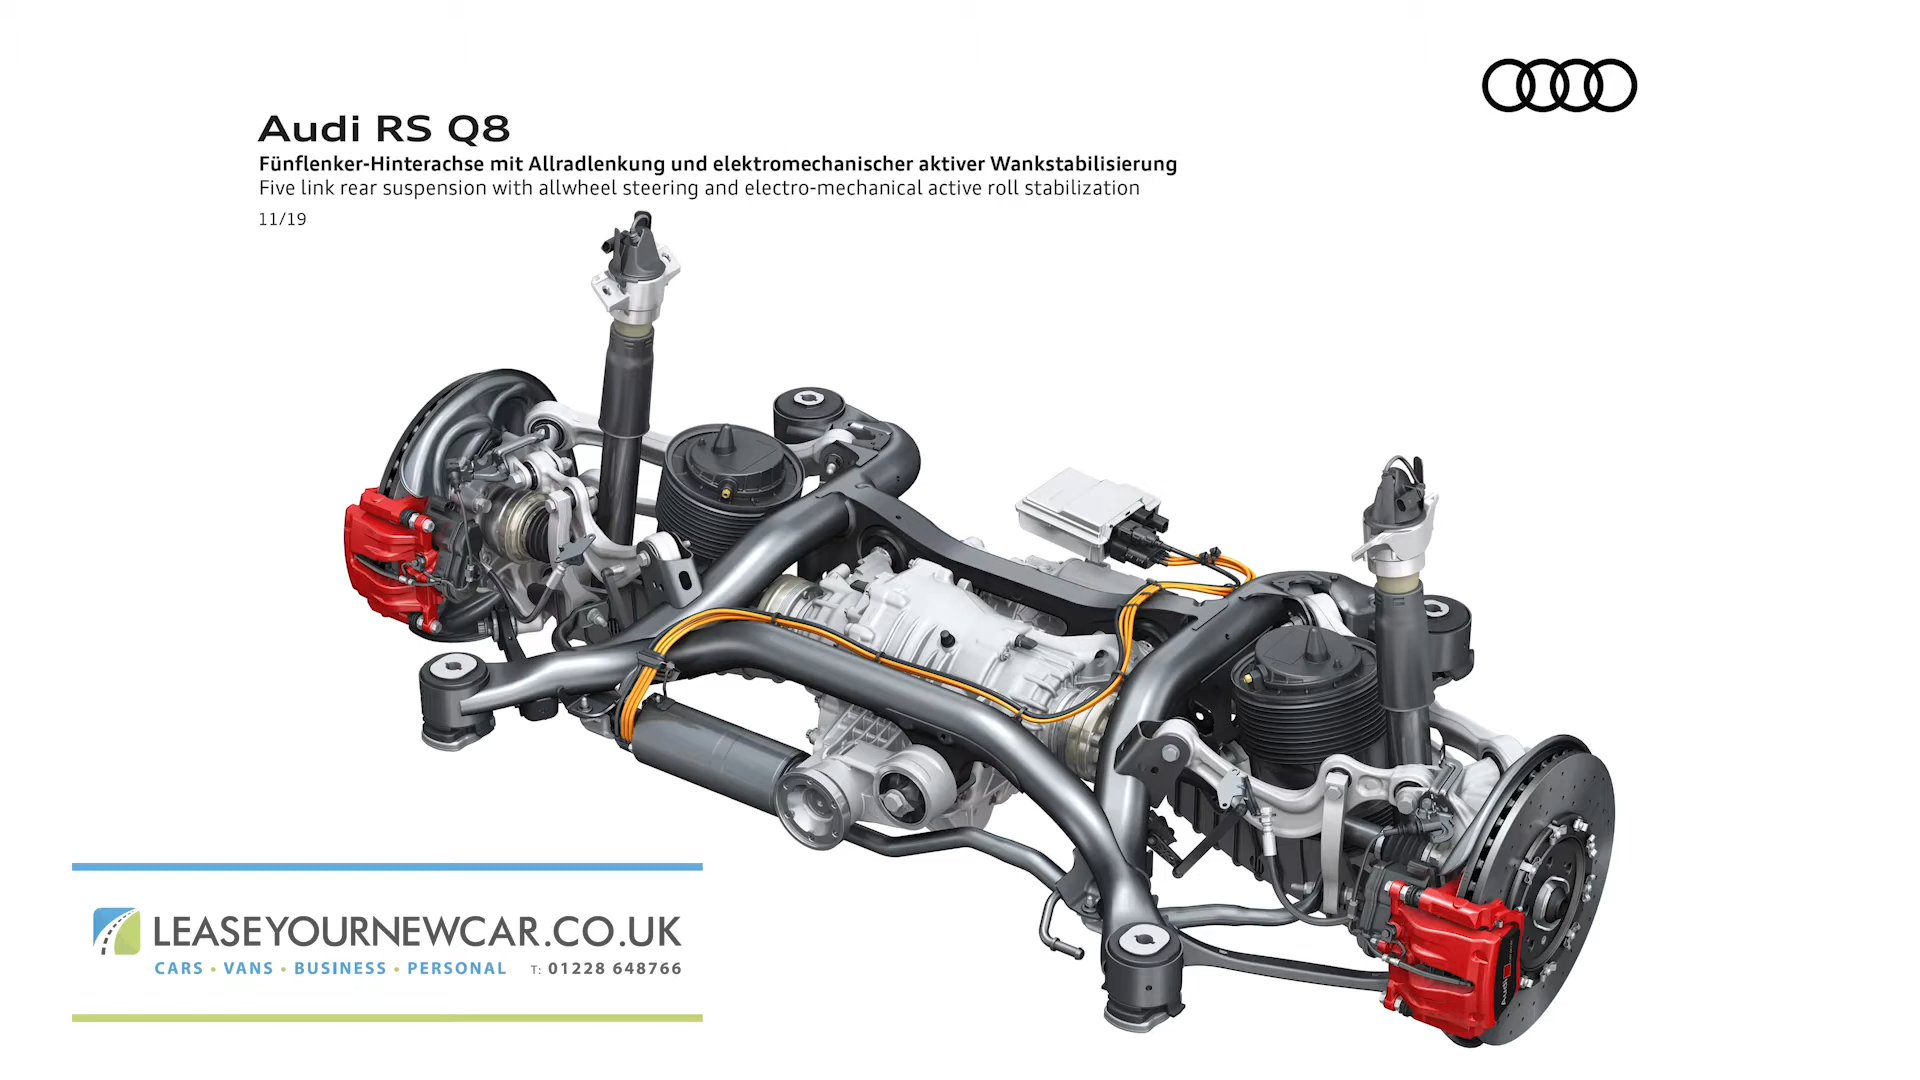 Audi RS Q8
Fünflenker-Hinterachse mit Allradlenkung und elektromechanischer aktiver Wankstabilisierung
Five link rear suspension with allwheel steering and electro-mechanical active roll stabilization
11/19
LEASEYOURNEWCAR.CO.UK
CARS • VANS • BUSINESS • PERSONAL T: 01228 648766
Audi